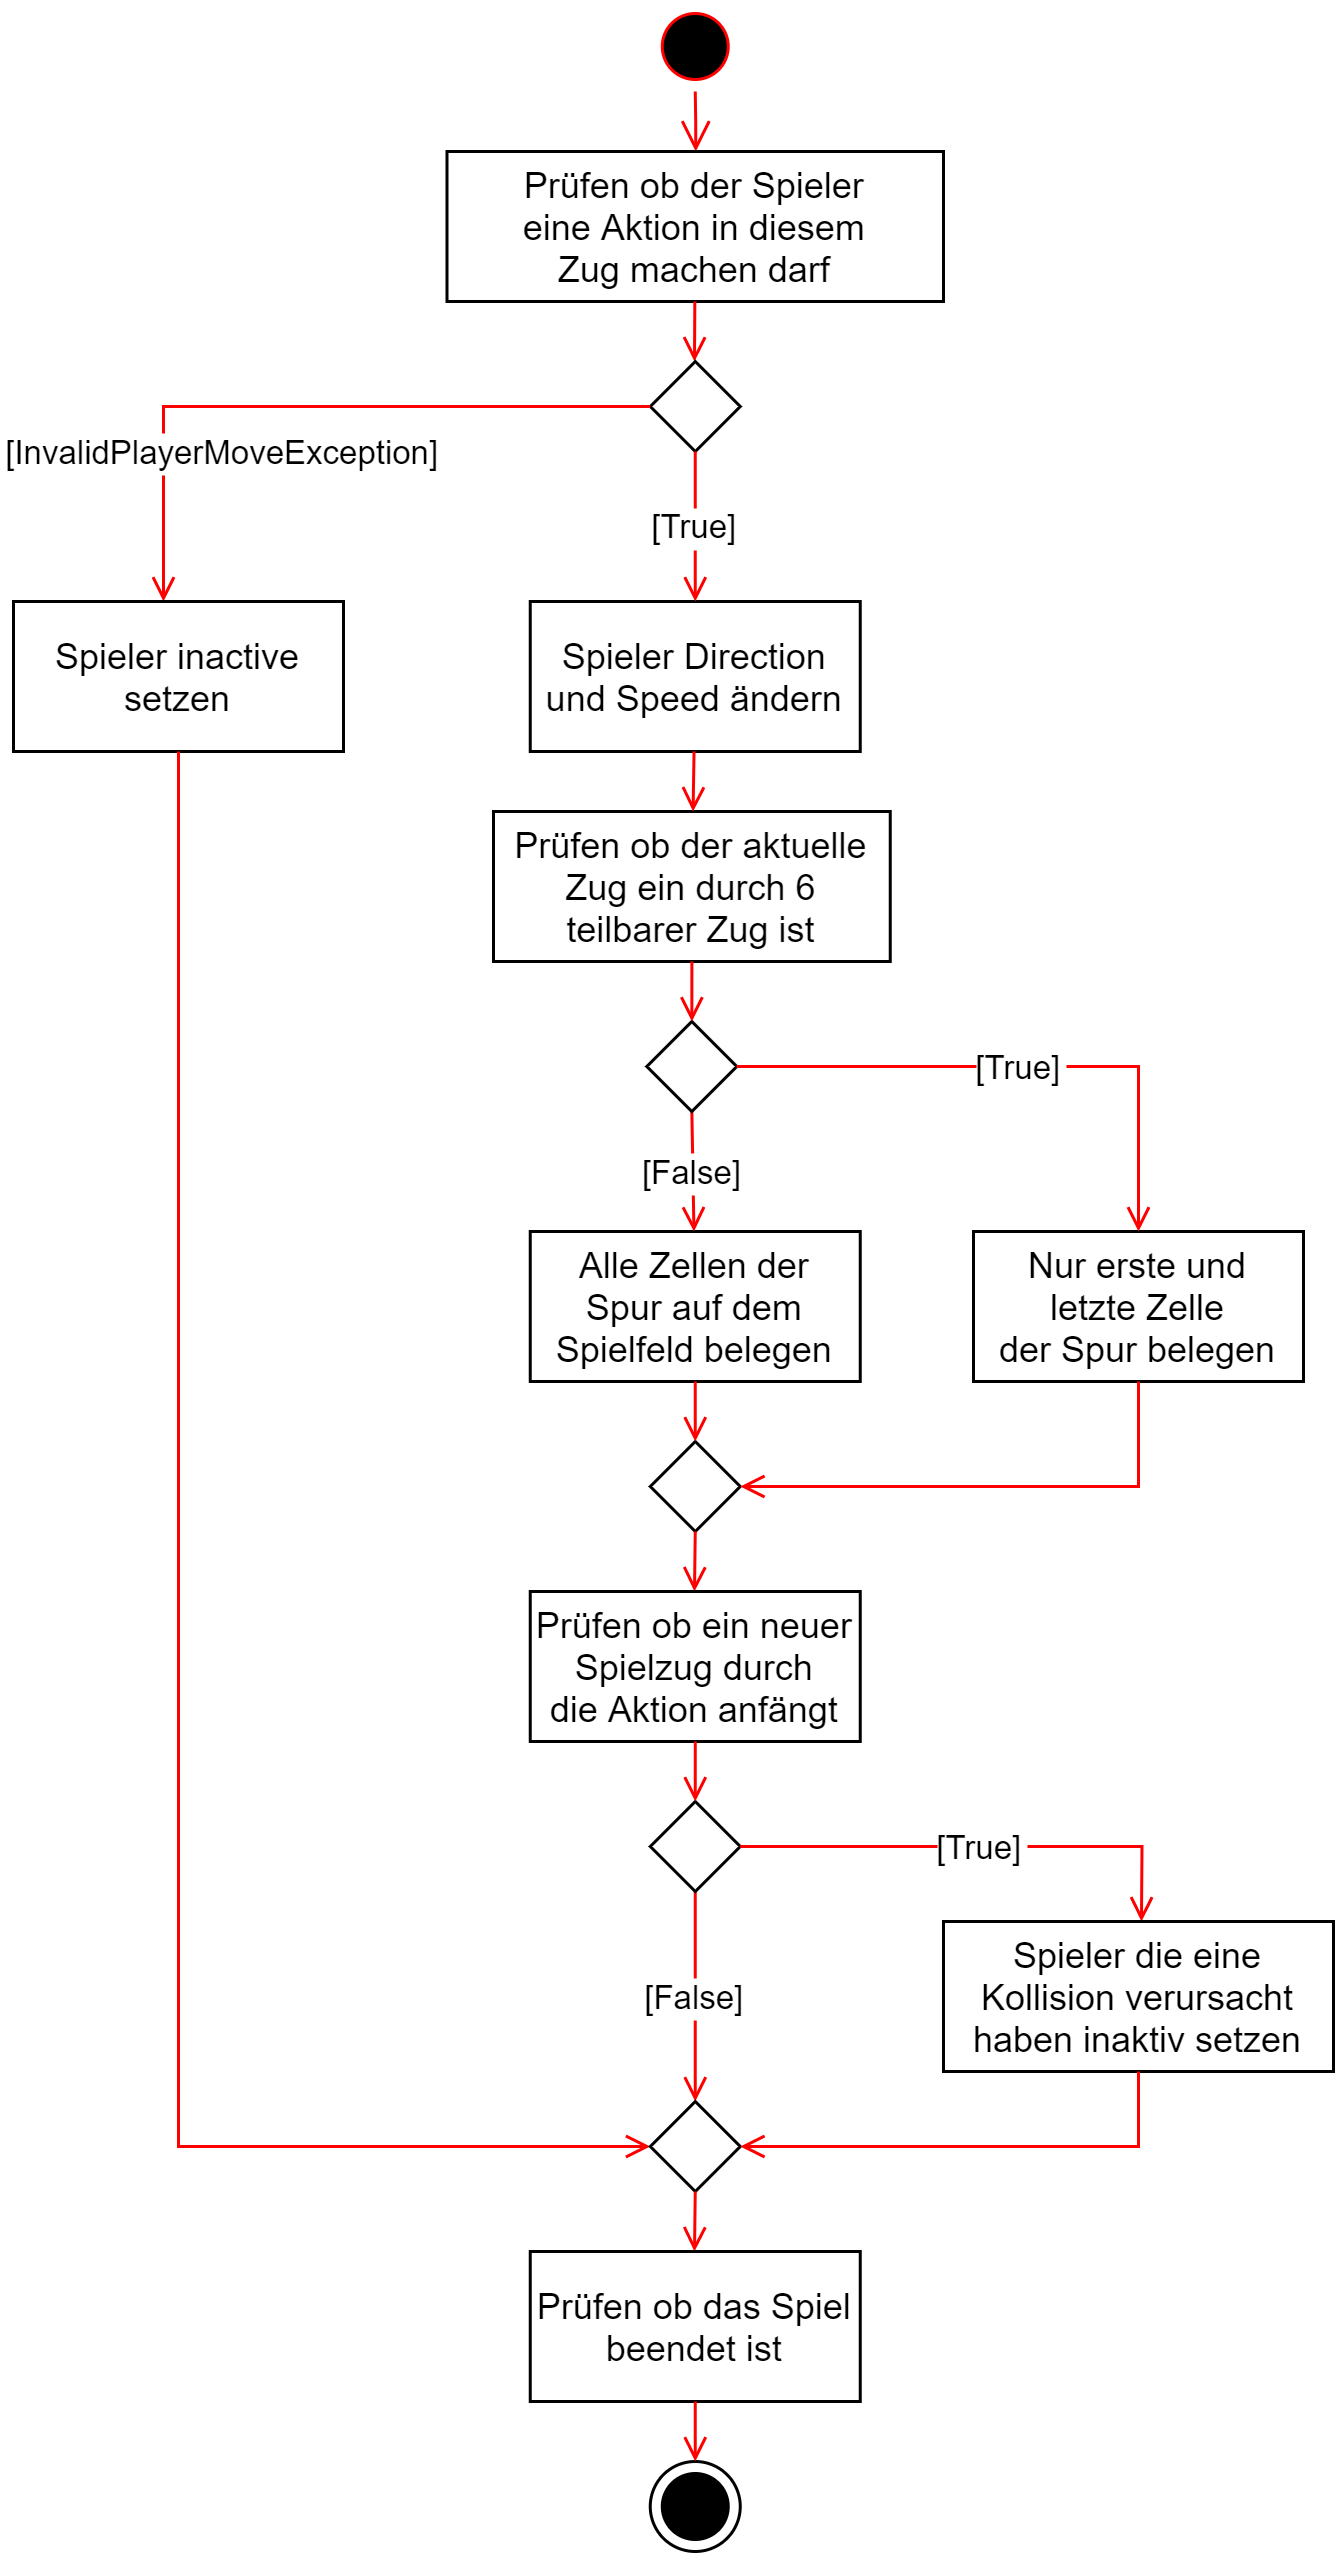 Prüfen ob der Spieler
eine Aktion in diesem
Zug machen darf
[InvalidPlayerMoveException]
[True]
Spieler inactive
setzen
Spieler Direction
und Speed ändern
Prüfen ob der aktuelle
Zug ein durch 6
teilbarer Zug ist
[True]
[False]
Alle Zellen der
Spur auf dem
Spielfeld belegen
Nur erste und
letzte Zelle
der Spur belegen
Prüfen ob ein neuer
Spielzug durch
die Aktion anfängt
[True]
[False]
Spieler die eine
Kollision verursacht
haben inaktiv setzen
Prüfen ob das Spiel
beendet ist